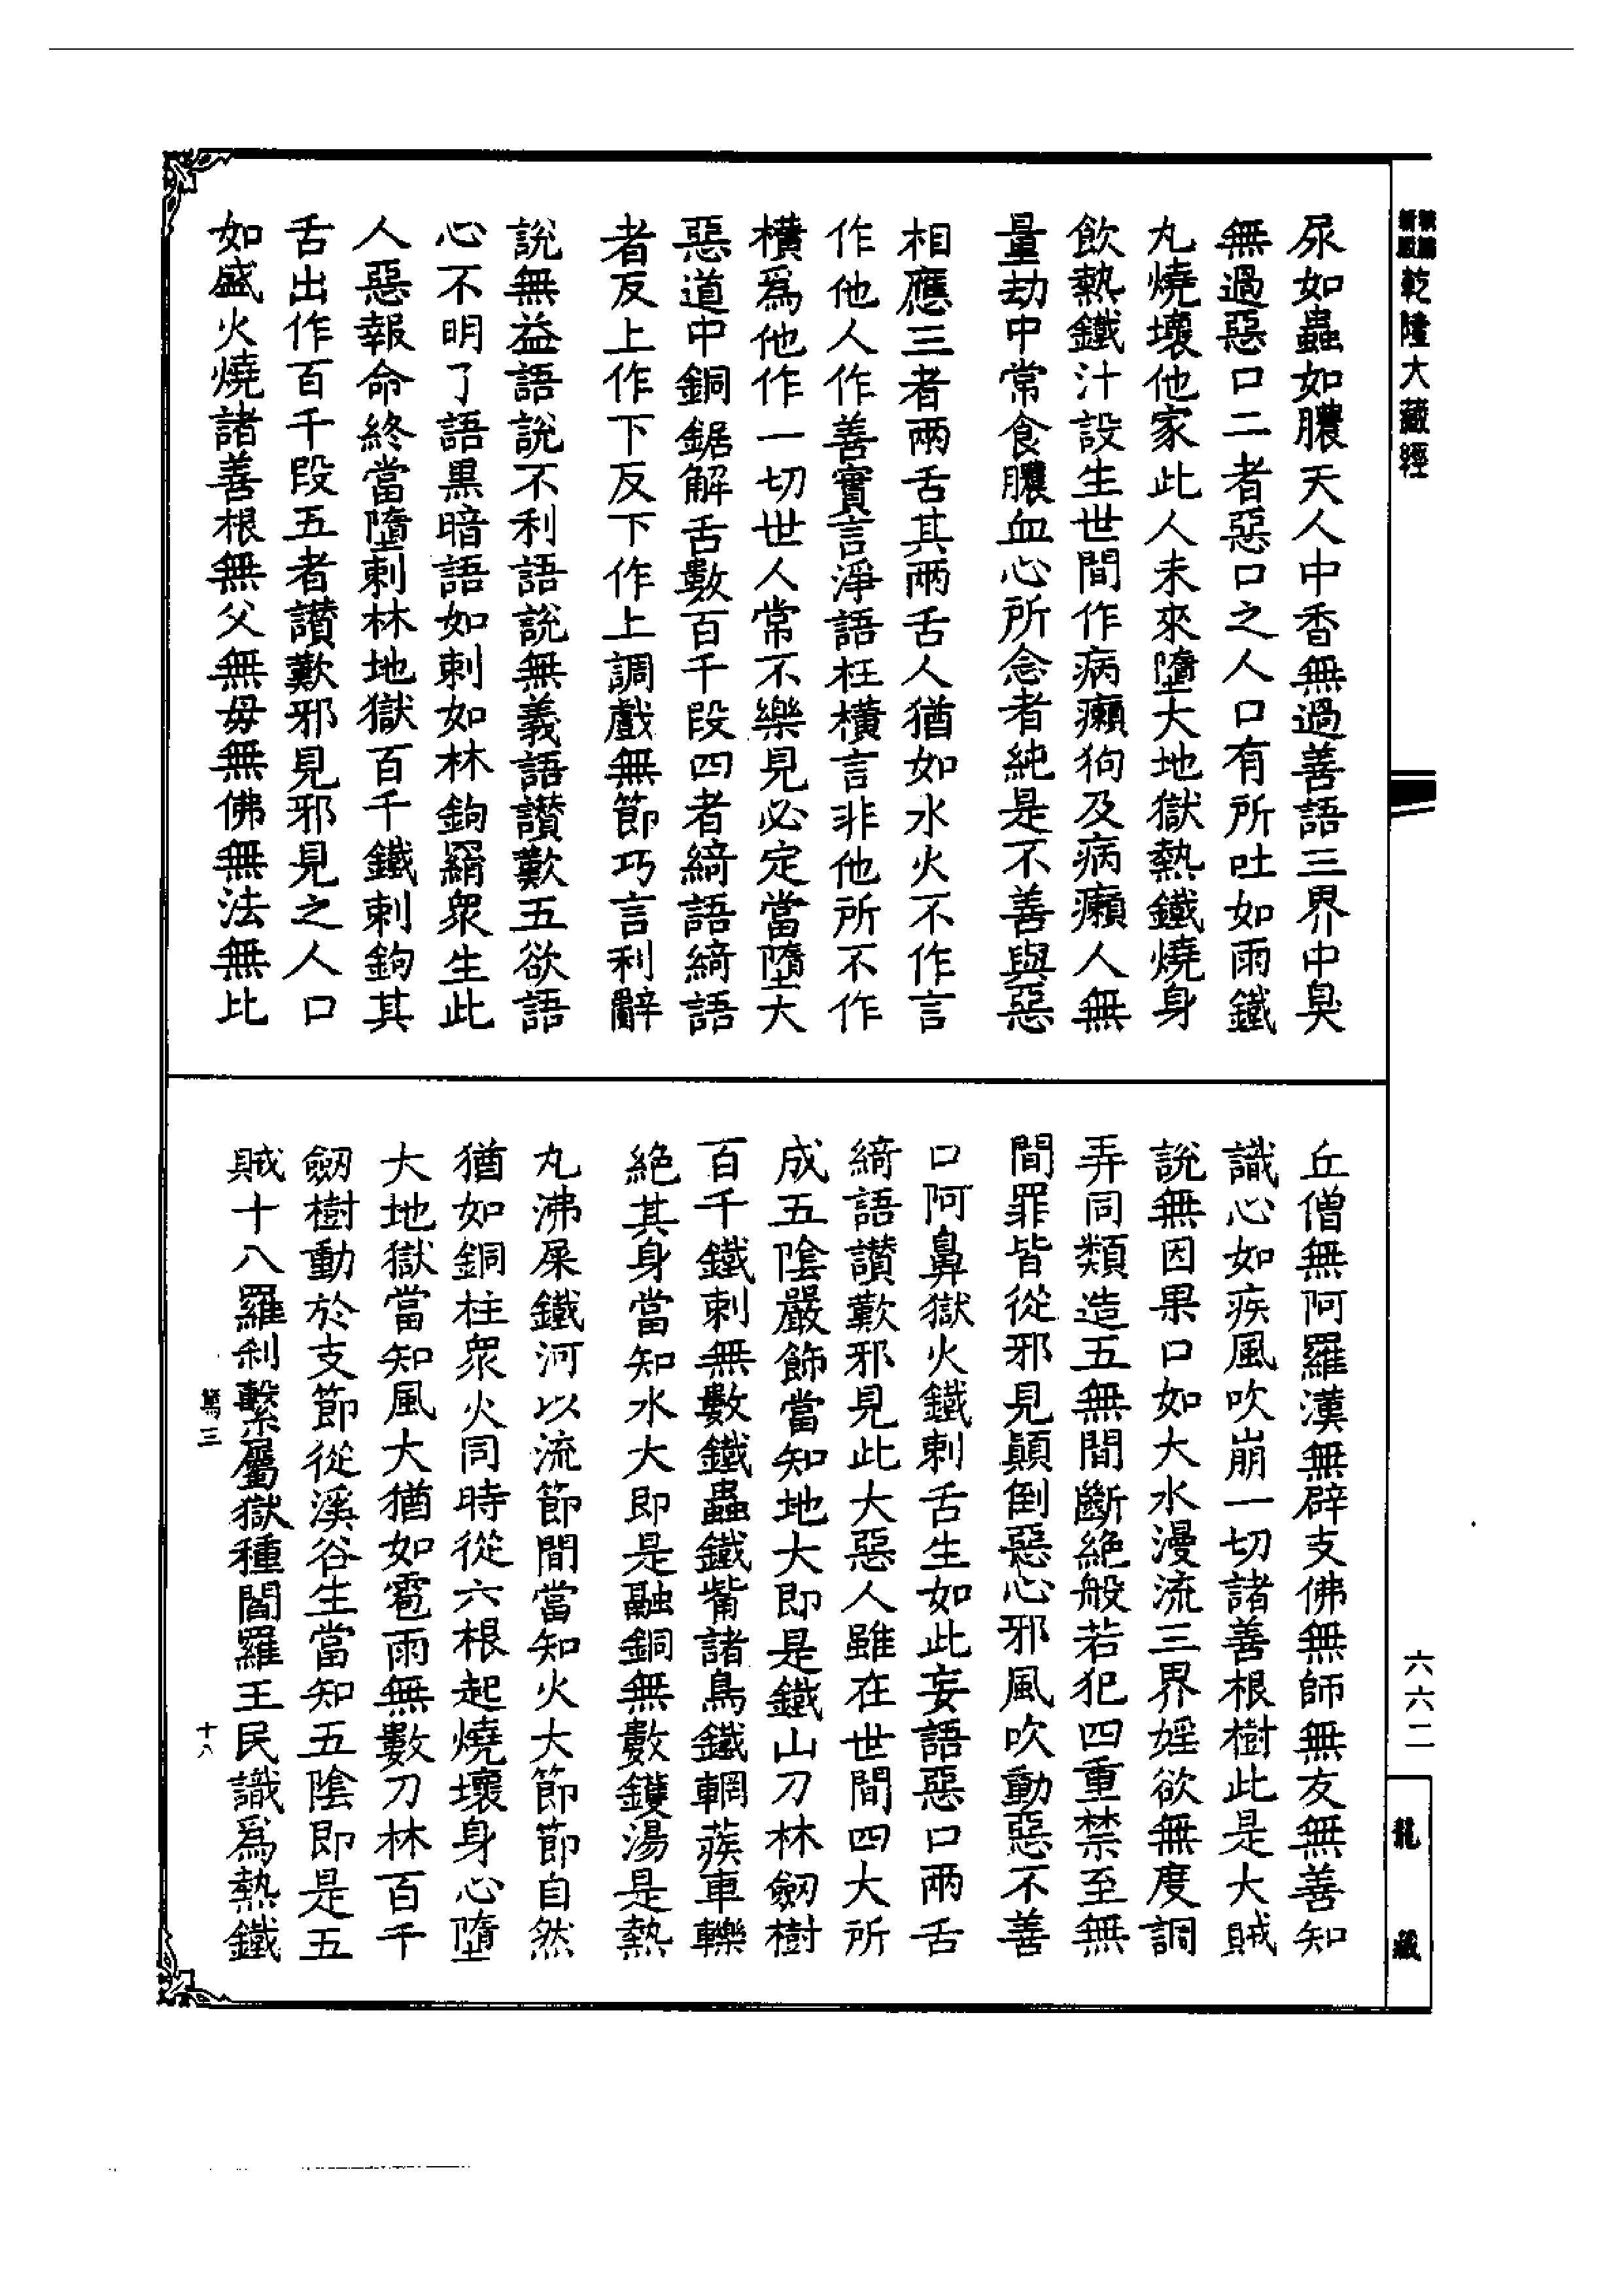 乾隆大藏經
尿如蟲如膿天人中香無過善語三界中臭
無過惡口二者惡口之人口有所吐如雨鐵
丸燒壞他家此人未來墮大地獄熱鐵燒身
飲熱鐵汁設生世間作病癩狗及病癩人無
量劫中常食膿血心所念者純是不善與惡
相應三者兩舌其兩舌人猶如水火不作言
作他人作善實言淨語枉橫言非他所不作
橫爲他作一切世人常不樂見必定當墮大
惡道中銅鋸解舌數百千段四者綺語綺語
者反上作下反下作上調戲無節巧言利辭
說無益語說不利語說無義語讃歎五欲語
心不明了語黒暗語如刺如林鉤羂衆生此
人惡報命終當墮刺林地獄百千鐵刺鉤其
舌出作百千段五者讃歎邪見邪見之人口
如盛火燒諸善根無父無母無佛無法無比
丘僧無阿羅漢無辟支佛無師無友無善知
識心如疾風吹崩一切諸善根樹此是大賊
說無因果口如大水漫流三界婬欲無度調
弄同類造五無間斷絶般若犯四重禁至無
間罪皆從邪見顛倒惡心邪風吹動惡不善
口阿鼻獄火鐵刺舌生如此妄語惡口兩舌
綺語讃歎邪見此大惡人雖在世間四大所
成五陰嚴飾當知地大即是鐵山刀林劒樹
百千鐵刺無數鐵蟲鐵觜諸鳥鐵輞蒺車轢
絶其身當知水大即是融銅無數鑊湯是熱
丸沸屎鐵河以流節間當知火大節節自然
猶如銅柱衆火同時從六根起燒壞身心墮
大地獄當知風大猶如雹雨無數刀林百千
劒樹動於支節從溪谷生當知五陰即是五
賊十八羅刹繫屬獄種閻羅王民識爲熱鐵
篤三
十八
六六二
龍藏